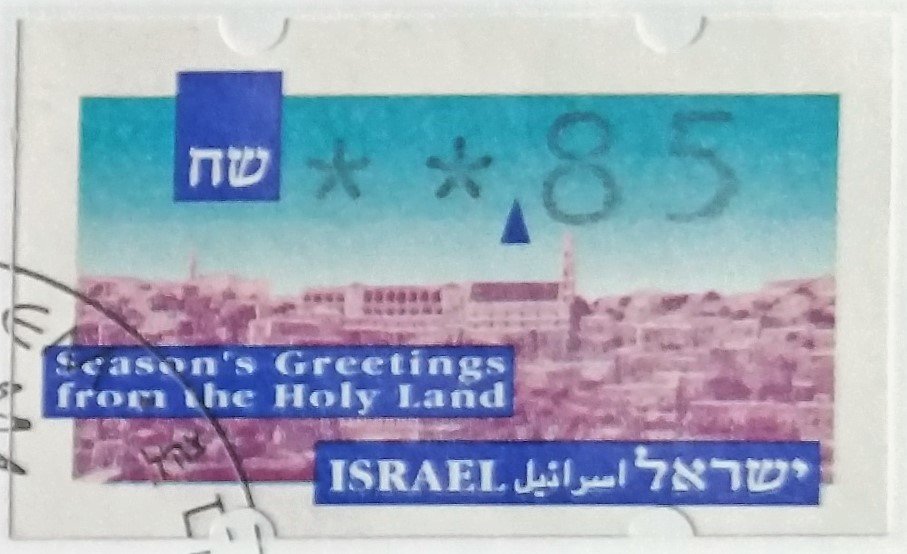 שח **85
Season's Greetings
from the Holy Land
ISRAEL اسرائيل ישראל